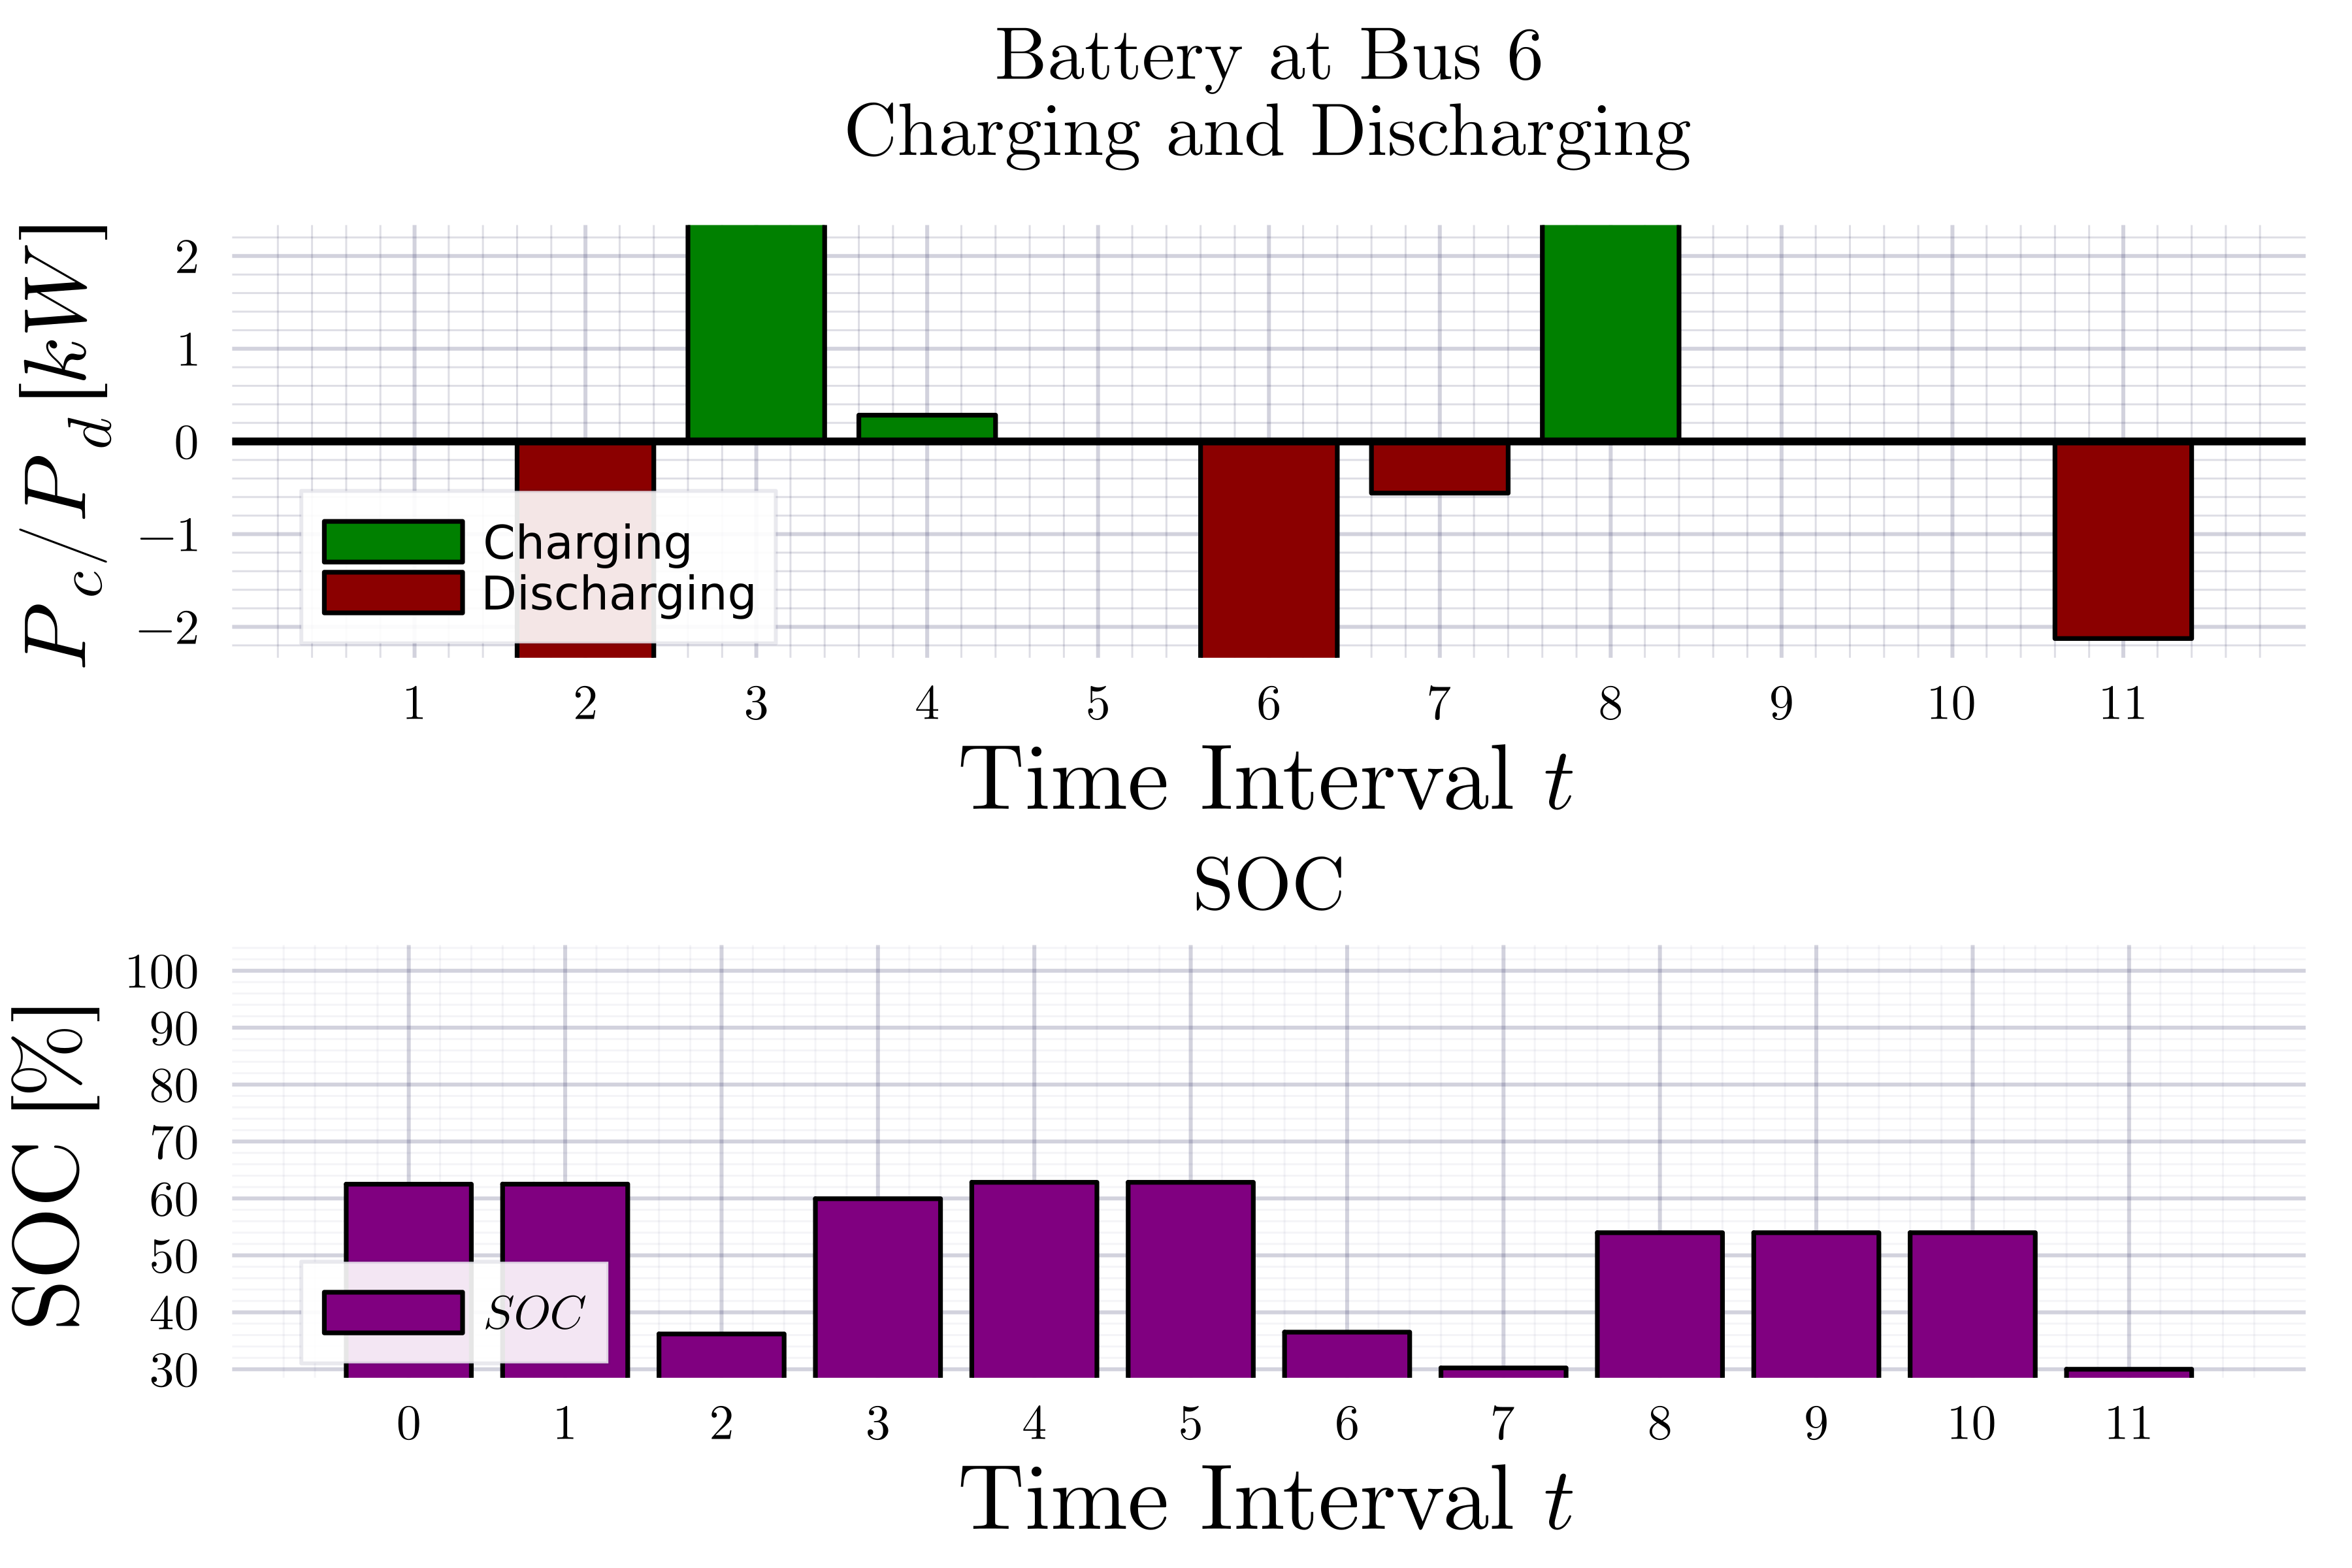 Battery at Bus 6
Charging and Discharging
P_c/P_d [kW]
2
1
0
−1
−2
Charging
Discharging
1 2 3 4 5 6 7 8 9 10 11
Time Interval t
SOC
SOC [%]
100
90
80
70
60
50
40
30
SOC
0 1 2 3 4 5 6 7 8 9 10 11
Time Interval t